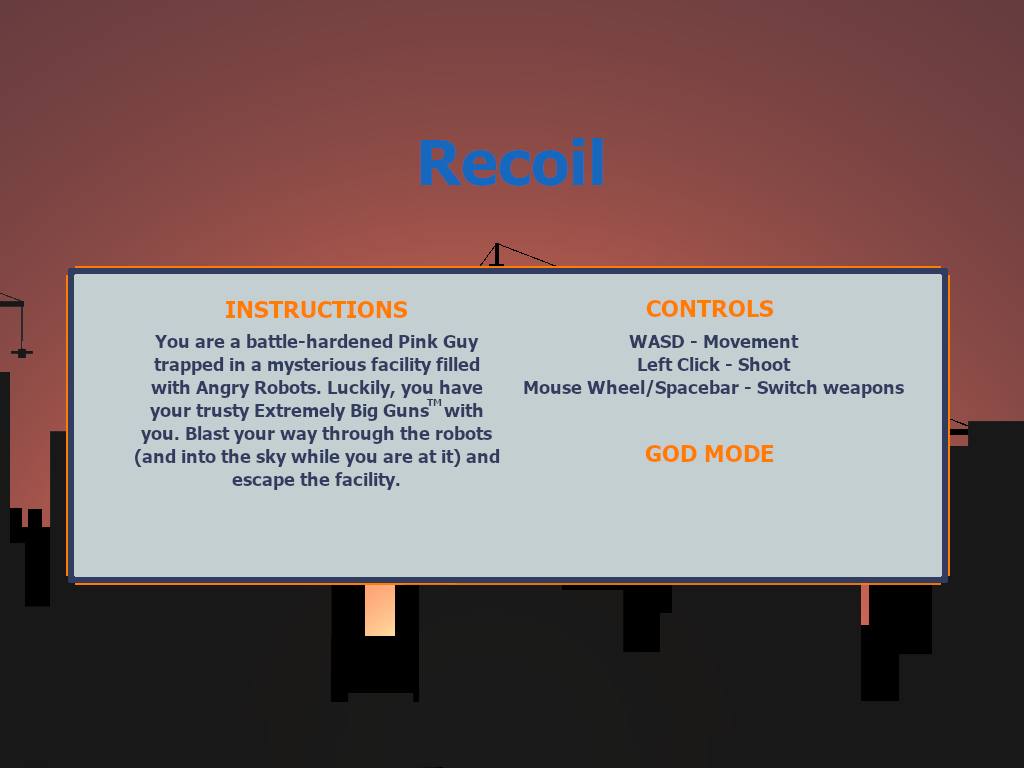 Recoil
INSTRUCTIONS
You are a battle-hardened Pink Guy
trapped in a mysterious facility filled
with Angry Robots. Luckily, you have
your trusty Extremely Big Guns™ with
you. Blast your way through the robots
(and into the sky while you are at it) and
escape the facility.
CONTROLS
WASD - Movement
Left Click - Shoot
Mouse Wheel/Spacebar - Switch weapons
GOD MODE